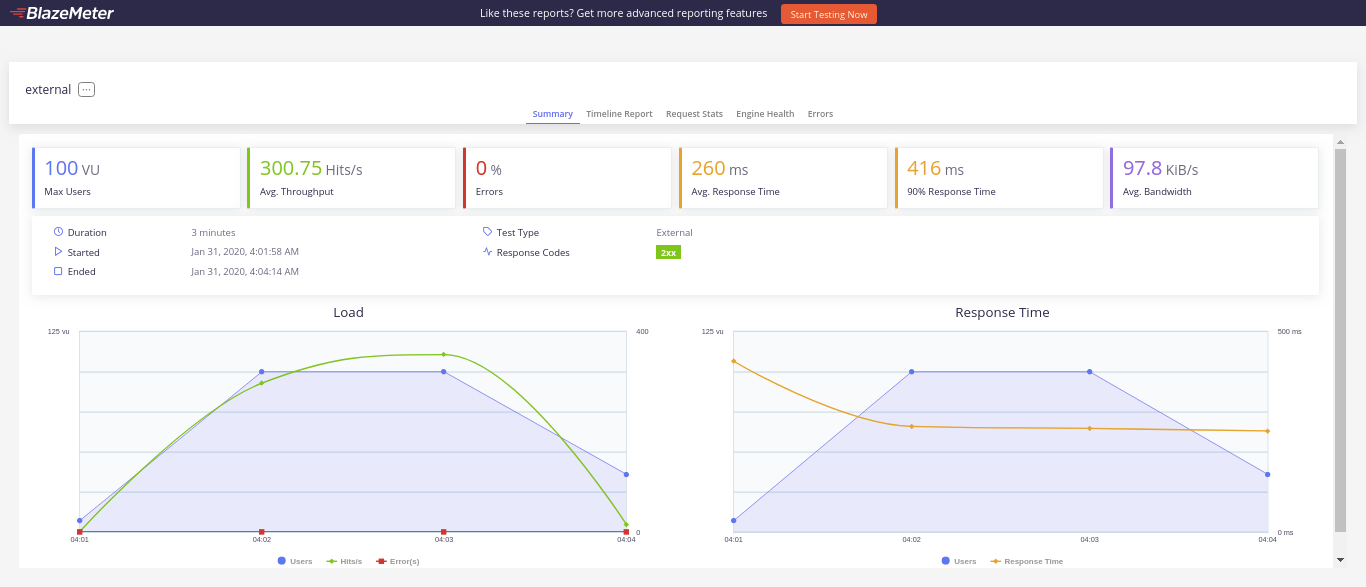 BlazeMeter
Like these reports? Get more advanced reporting features
Start Testing Now
external
Summary Timeline Report Request Stats Engine Health Errors
100 VU
Max Users
300.75 Hits/s
Avg. Throughput
0 %
Errors
260 ms
Avg. Response Time
416 ms
90% Response Time
97.8 KiB/s
Avg. Bandwidth
Duration 3 minutes
Started Jan 31, 2020, 4:01:58 AM
Ended Jan 31, 2020, 4:04:14 AM
Test Type External
Response Codes 2xx
Load
125 vu
400
0
04:01 04:02 04:03 04:04
Users Hits/s Error(s)
Response Time
125 vu
500 ms
0 ms
04:01 04:02 04:03 04:04
Users Response Time